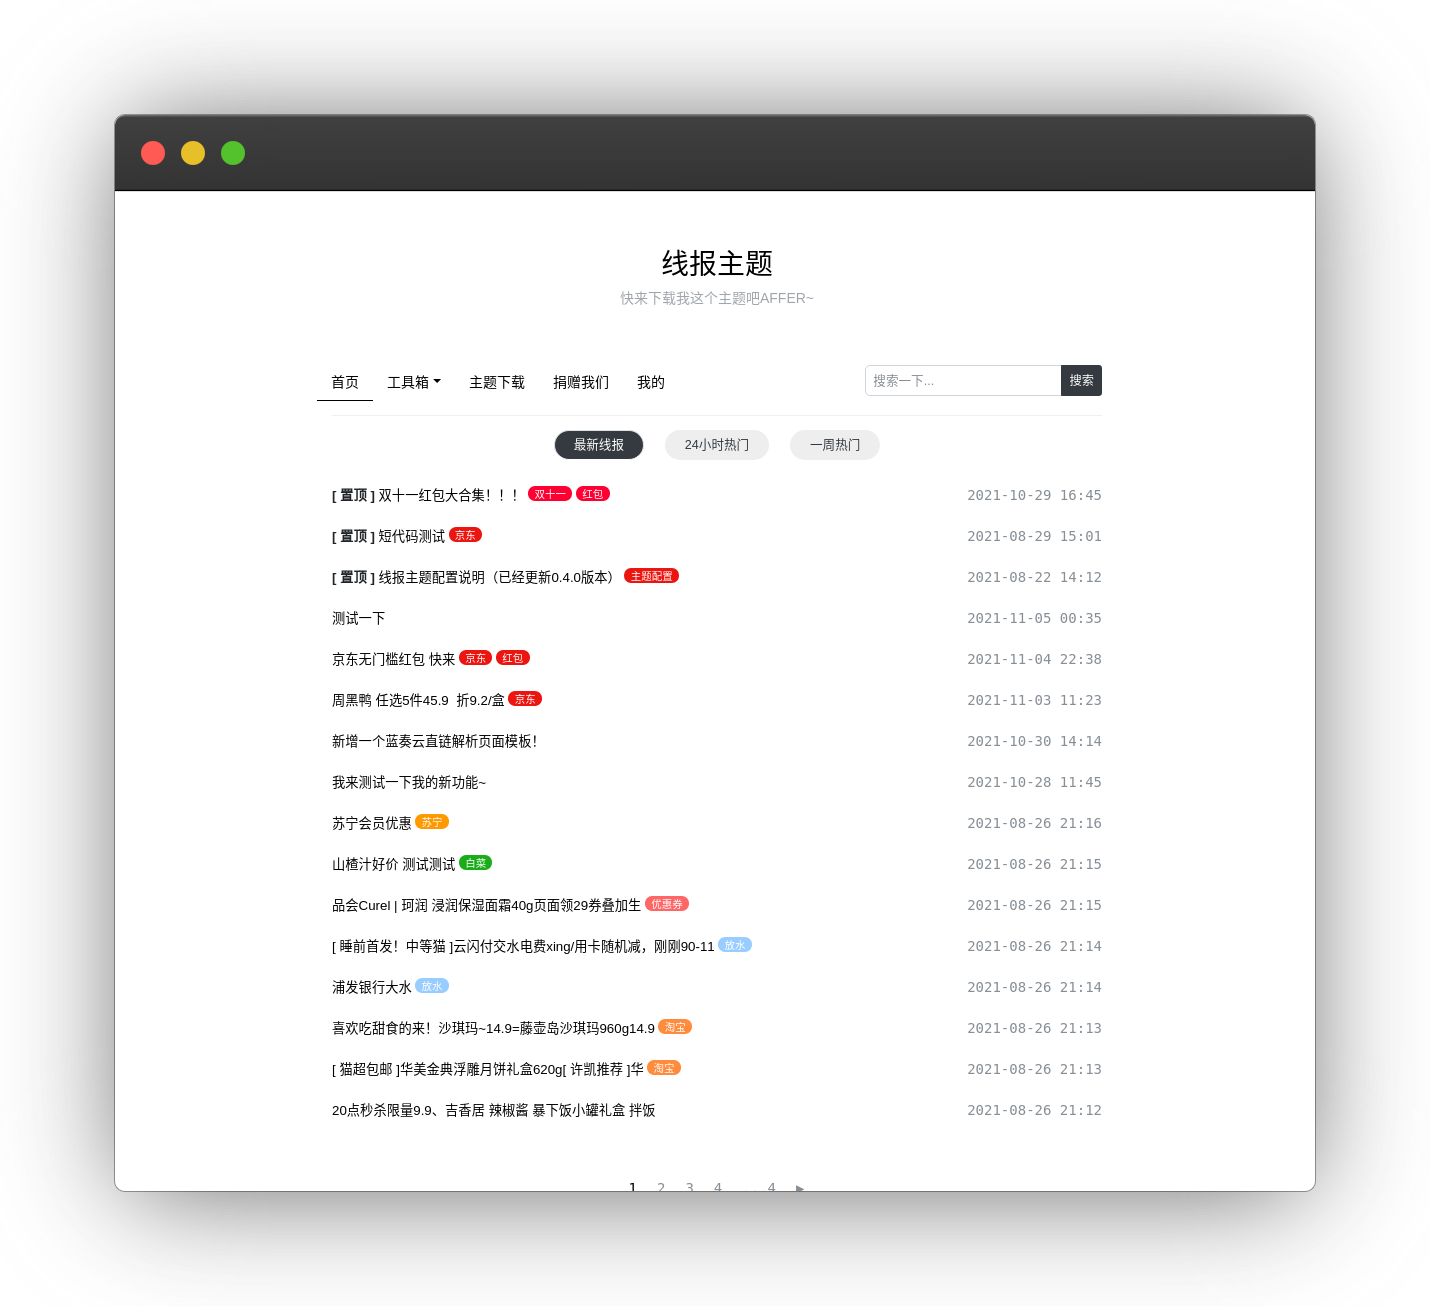 线报主题
快来下载我这个主题吧AFFER~
首页 工具箱 主题下载 捐赠我们 我的 搜索一下... 搜索
最新线报 24小时热门 一周热门
[ 置顶 ] 双十一红包大合集！！！ 双十一 红包 2021-10-29 16:45
[ 置顶 ] 短代码测试 京东 2021-08-29 15:01
[ 置顶 ] 线报主题配置说明（已经更新0.4.0版本） 主题配置 2021-08-22 14:12
测试一下 2021-11-05 00:35
京东无门槛红包 快来 京东 红包 2021-11-04 22:38
周黑鸭 任选5件45.9  折9.2/盒 京东 2021-11-03 11:23
新增一个蓝奏云直链解析页面模板！ 2021-10-30 14:14
我来测试一下我的新功能~ 2021-10-28 11:45
苏宁会员优惠 苏宁 2021-08-26 21:16
山楂汁好价 测试测试 白菜 2021-08-26 21:15
品会Curel | 珂润 浸润保湿面霜40g页面领29券叠加生 优惠券 2021-08-26 21:15
[ 睡前首发！中等猫 ]云闪付交水电费xing/用卡随机减，刚刚90-11 放水 2021-08-26 21:14
浦发银行大水 放水 2021-08-26 21:14
喜欢吃甜食的来！沙琪玛~14.9=藤壶岛沙琪玛960g14.9 淘宝 2021-08-26 21:13
[ 猫超包邮 ]华美金典浮雕月饼礼盒620g[ 许凯推荐 ]华 淘宝 2021-08-26 21:13
20点秒杀限量9.9、吉香居 辣椒酱 暴下饭小罐礼盒 拌饭 2021-08-26 21:12
1 2 3 4 4 ▶